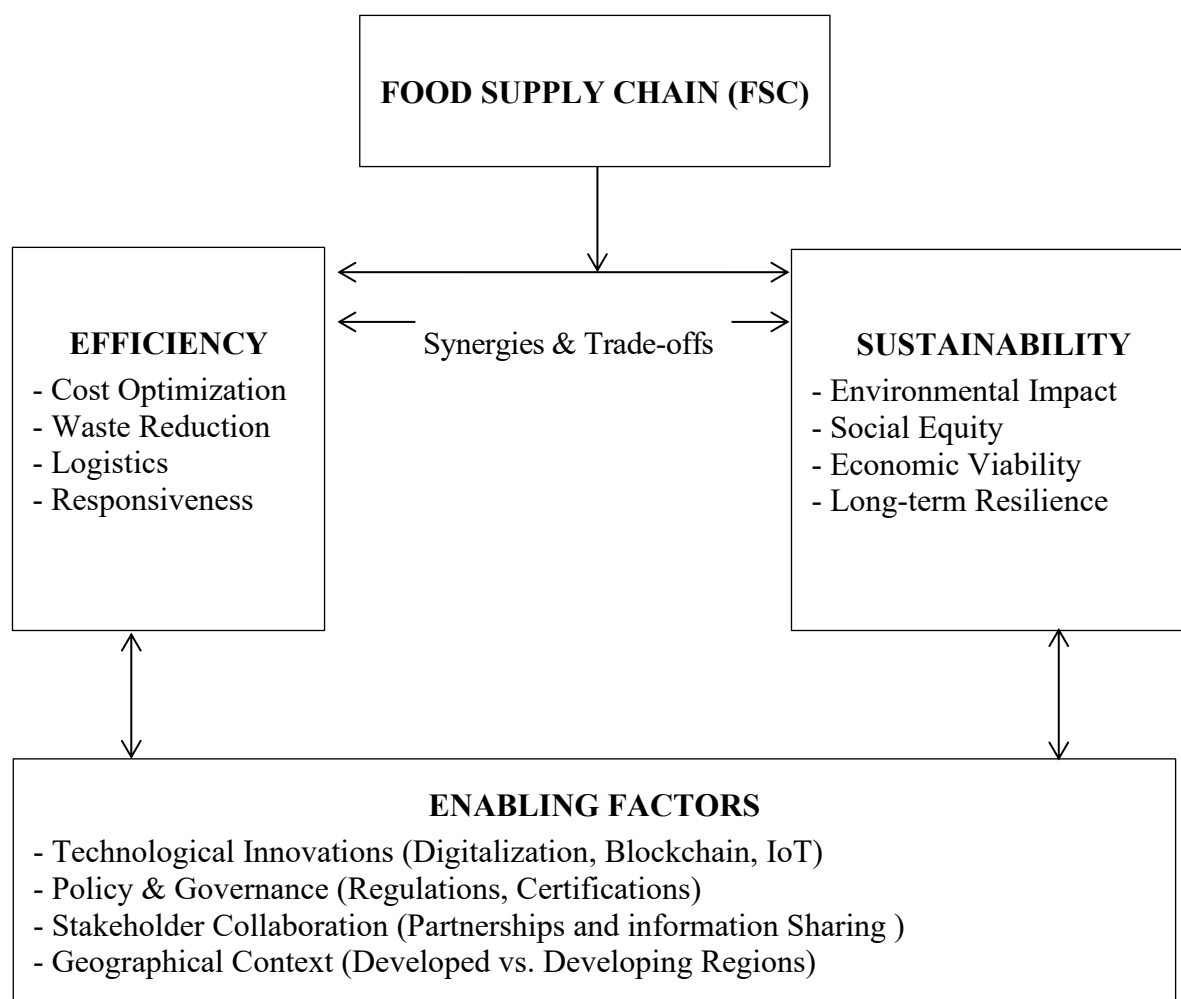 FOOD SUPPLY CHAIN (FSC)
EFFICIENCY
- Cost Optimization
- Waste Reduction
- Logistics
- Responsiveness
Synergies & Trade-offs
SUSTAINABILITY
- Environmental Impact
- Social Equity
- Economic Viability
- Long-term Resilience
ENABLING FACTORS
- Technological Innovations (Digitalization, Blockchain, IoT)
- Policy & Governance (Regulations, Certifications)
- Stakeholder Collaboration (Partnerships and information Sharing )
- Geographical Context (Developed vs. Developing Regions)